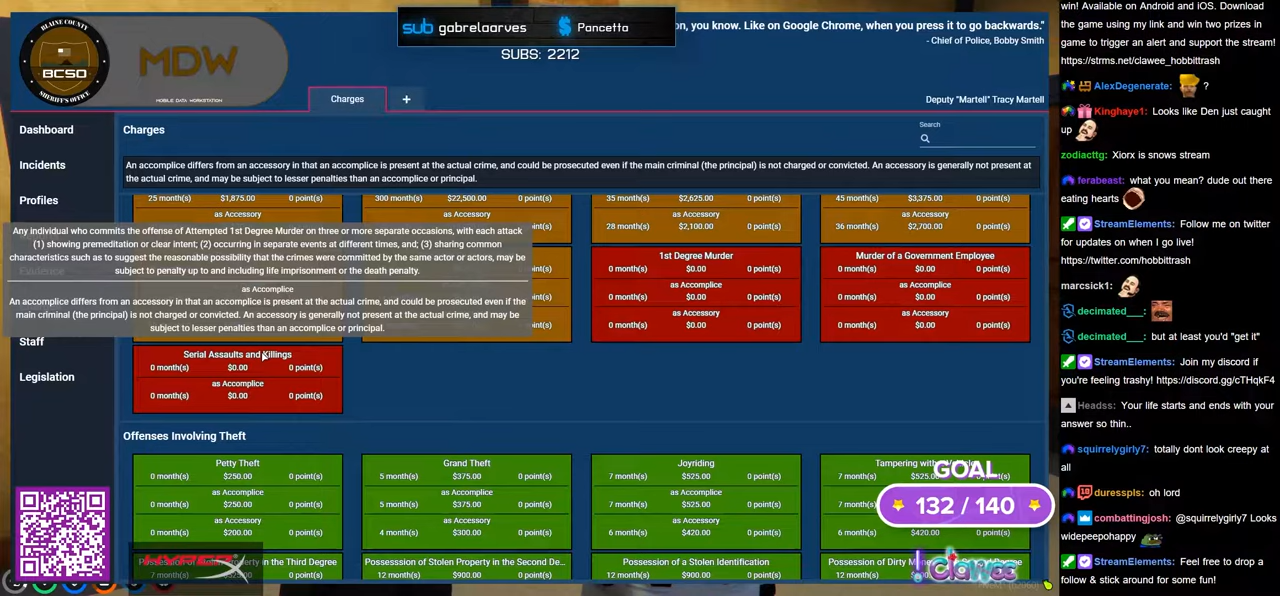 BLAINE COUNTY
BCSO
SHERIFF'S OFFICE
MDW
MOBILE DATA WORKSTATION
sub gabrelaarves $ Pancetta
on, you know. Like on Google Chrome, when you press it to go backwards."
- Chief of Police, Bobby Smith
SUBS: 2212
Charges
+
Deputy "Martell" Tracy Martell
Dashboard
Incidents
Profiles
Staff
Legislation
Charges
Search
An accomplice differs from an accessory in that an accomplice is present at the actual crime, and could be prosecuted even if the main criminal (the principal) is not charged or convicted. An accessory is generally not present at
the actual crime, and may be subject to lesser penalties than an accomplice or principal.
25 month(s) $1,875.00 0 point(s)
300 month(s) $22,500.00 0 point(s)
35 month(s) $2,625.00 0 point(s)
45 month(s) $3,375.00 0 point(s)
as Accessory
as Accessory
as Accessory
as Accessory
28 month(s) $2,100.00 0 point(s)
36 month(s) $2,700.00 0 point(s)
Any individual who commits the offense of Attempted 1st Degree Murder on three or more separate occasions, with each attack
(1) showing premeditation or clear intent; (2) occurring in separate events at different times, and; (3) sharing common
characteristics such as to suggest the reasonable possibility that the crimes were committed by the same actor or actors, may be
subject to penalty up to and including life imprisonment or the death penalty.
as Accomplice
An accomplice differs from an accessory in that an accomplice is present at the actual crime, and could be prosecuted even if the
main criminal (the principal) is not charged or convicted. An accessory is generally not present at the actual crime, and may be
subject to lesser penalties than an accomplice or principal.
1st Degree Murder
0 month(s) $0.00 0 point(s)
as Accomplice
0 month(s) $0.00 0 point(s)
as Accessory
0 month(s) $0.00 0 point(s)
Murder of a Government Employee
0 month(s) $0.00 0 point(s)
as Accomplice
0 month(s) $0.00 0 point(s)
as Accessory
0 month(s) $0.00 0 point(s)
Serial Assaults and Killings
0 month(s) $0.00 0 point(s)
as Accomplice
0 month(s) $0.00 0 point(s)
Offenses Involving Theft
Petty Theft
0 month(s) $250.00 0 point(s)
as Accomplice
0 month(s) $250.00 0 point(s)
as Accessory
0 month(s) $200.00 0 point(s)
Grand Theft
5 month(s) $375.00 0 point(s)
as Accomplice
5 month(s) $375.00 0 point(s)
as Accessory
4 month(s) $300.00 0 point(s)
Joyriding
7 month(s) $525.00 0 point(s)
as Accomplice
7 month(s) $525.00 0 point(s)
as Accessory
6 month(s) $420.00 0 point(s)
Tampering with
7 month(s) $525.00 0 point(s)
6 month(s) $420.00 0 point(s)
GOAL
132 / 140
Property in the Third Degree
Possesssion of Stolen Property in the Second De...
12 month(s) $900.00 0 point(s)
Possession of a Stolen Identification
12 month(s) $900.00 0 point(s)
Possession of Dirty
12 month(s)
HYPERX
!clawee
win! Available on Android and iOS. Download
the game using my link and win two prizes in
game to trigger an alert and support the stream!
https://strms.net/clawee_hobbittrash
AlexDegenerate: ?
Kinghaye1: Looks like Den just caught
up
zodiacttg: Xiorx is snows stream
ferabeast: what you mean? dude out there
eating hearts
StreamElements: Follow me on twitter
for updates on when I go live!
https://twitter.com/hobbittrash
marcsick1:
decimated___:
decimated___: but at least you'd "get it"
StreamElements: Join my discord if
you're feeling trashy! https://discord.gg/cTHqkF4
Headss: Your life starts and ends with your
answer so thin..
squirrelygirly7: totally dont look creepy at
all
duresspls: oh lord
combattingjosh: @squirrelygirly7 Looks
widepeepohappy
StreamElements: Feel free to drop a
follow & stick around for some fun!